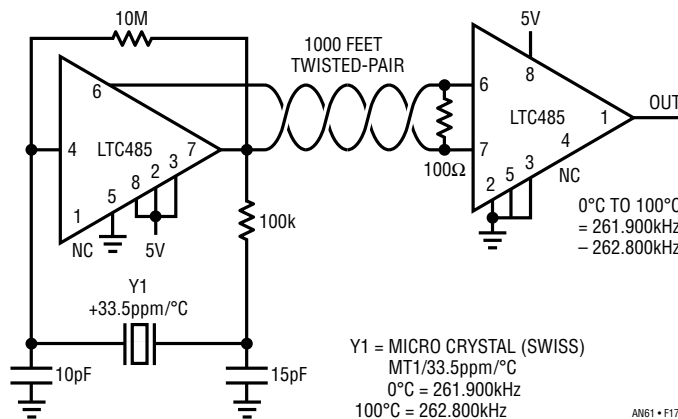 10M
1000 FEET
TWISTED-PAIR
5V
6
4
LTC485
7
1
5
8
2
3
NC
5V
100k
100Ω
6
7
8
LTC485
1
OUT
4
NC
2
5
3
0°C TO 100°C
= 261.900kHz
– 262.800kHz
Y1
+33.5ppm/°C
10pF
15pF
Y1 = MICRO CRYSTAL (SWISS)
MT1/33.5ppm/°C
0°C = 261.900kHz
100°C = 262.800kHz
AN61 • F17